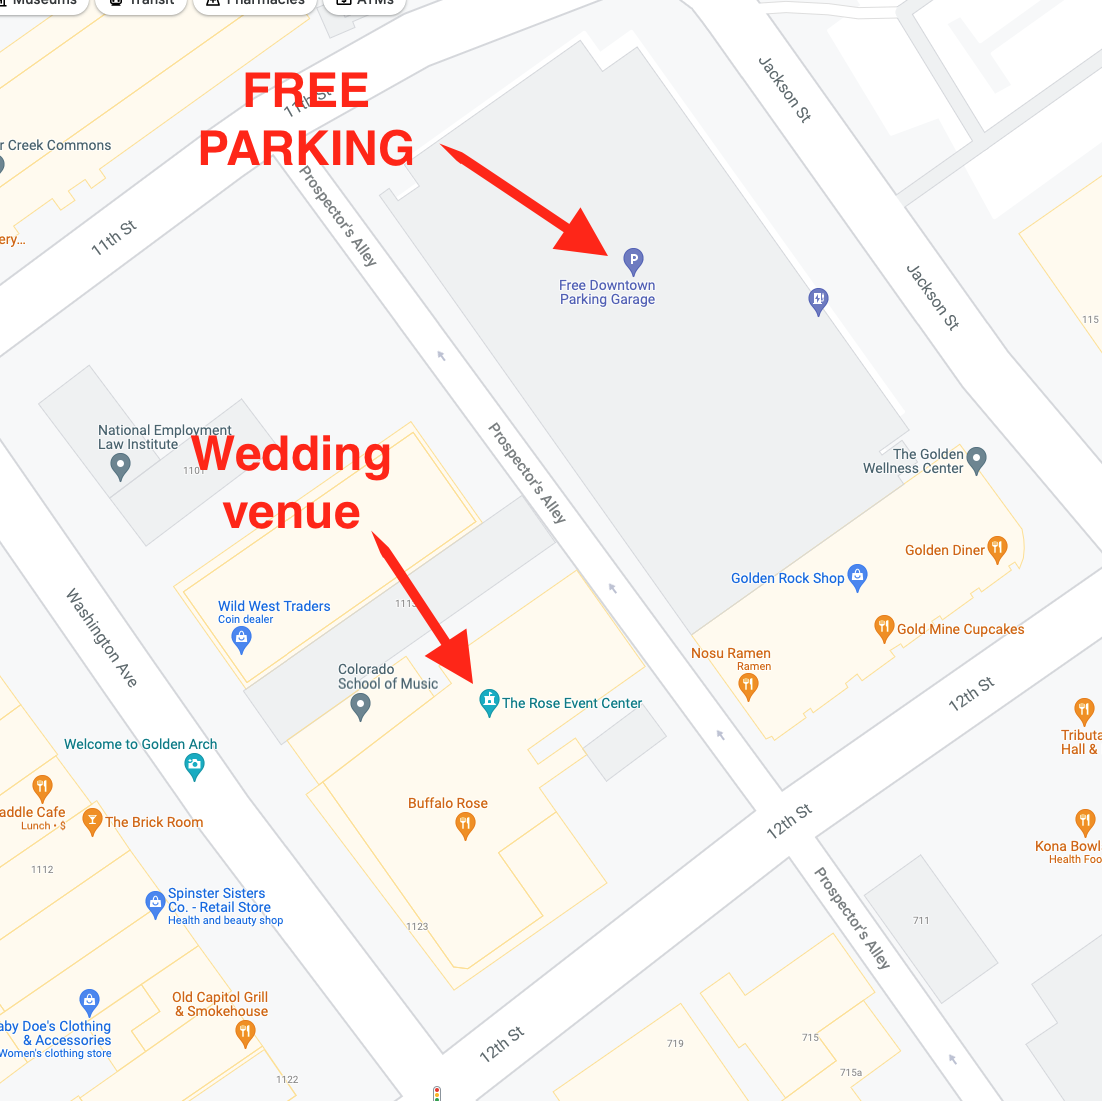 Museums
Transit
Pharmacies
ATMs
FREE
PARKING
11th St
Jackson St
r Creek Commons
Prospector's Alley
11th St
ery...
Free Downtown
Parking Garage
Jackson St
115
National Employment
Law Institute
1101
Wedding
venue
Prospector's Alley
The Golden
Wellness Center
Golden Diner
Golden Rock Shop
Gold Mine Cupcakes
Nosu Ramen
Ramen
Washington Ave
Wild West Traders
Coin dealer
Colorado
School of Music
The Rose Event Center
12th St
Welcome to Golden Arch
Tributa
Hall &
addle Cafe
Lunch • $
The Brick Room
Buffalo Rose
12th St
Kona Bowl
Health Foo
1112
Prospector's Alley
Spinster Sisters
Co. - Retail Store
Health and beauty shop
1123
711
Old Capitol Grill
& Smokehouse
aby Doe's Clothing
& Accessories
Women's clothing store
12th St
719
715
715a
1122